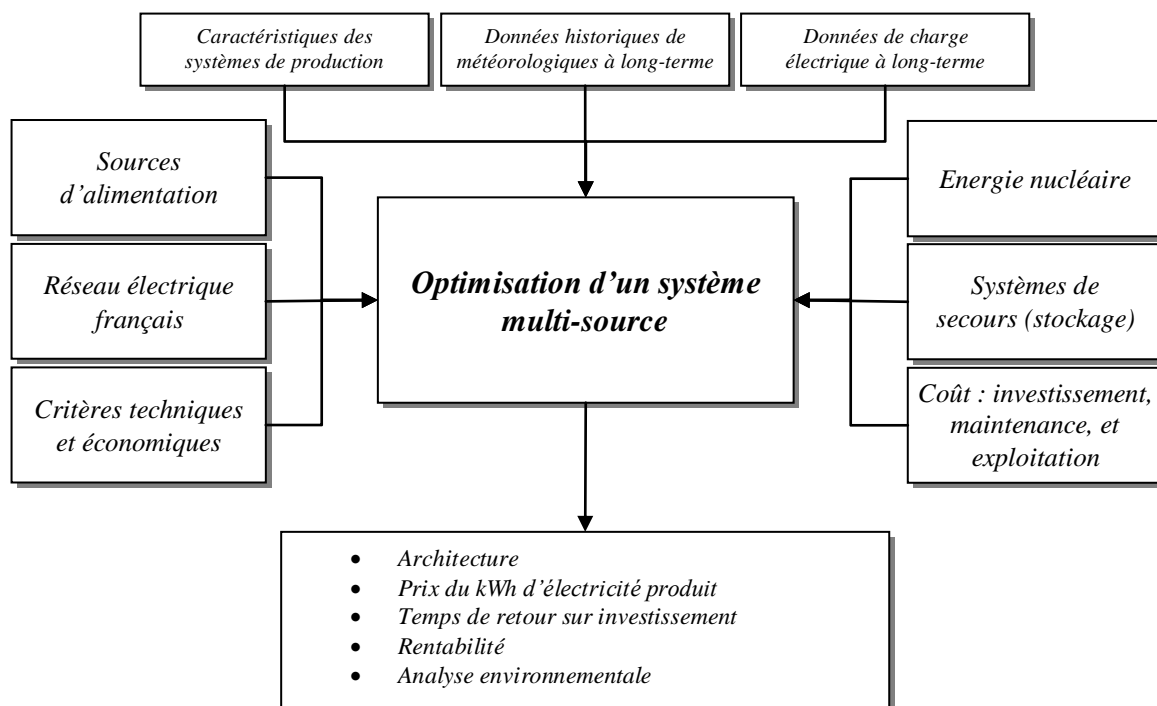 Caractéristiques des
systèmes de production
Données historiques de
météorologiques à long-terme
Données de charge
électrique à long-terme
Sources
d’alimentation
Réseau électrique
français
Critères techniques
et économiques
Optimisation d’un système
multi-source
Energie nucléaire
Systèmes de
secours (stockage)
Coût : investissement,
maintenance, et
exploitation
• Architecture
• Prix du kWh d’électricité produit
• Temps de retour sur investissement
• Rentabilité
• Analyse environnementale